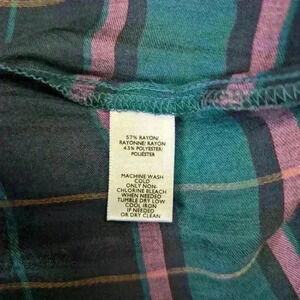 57% RAYON/
RAYONNE/RAYON
43% POLYESTER/
POLIÉSTER
MACHINE WASH
COLD
ONLY NON-
CHLORINE BLEACH
WHEN NEEDED
TUMBLE DRY LOW
COOL IRON
IF NEEDED
OR DRY CLEAN